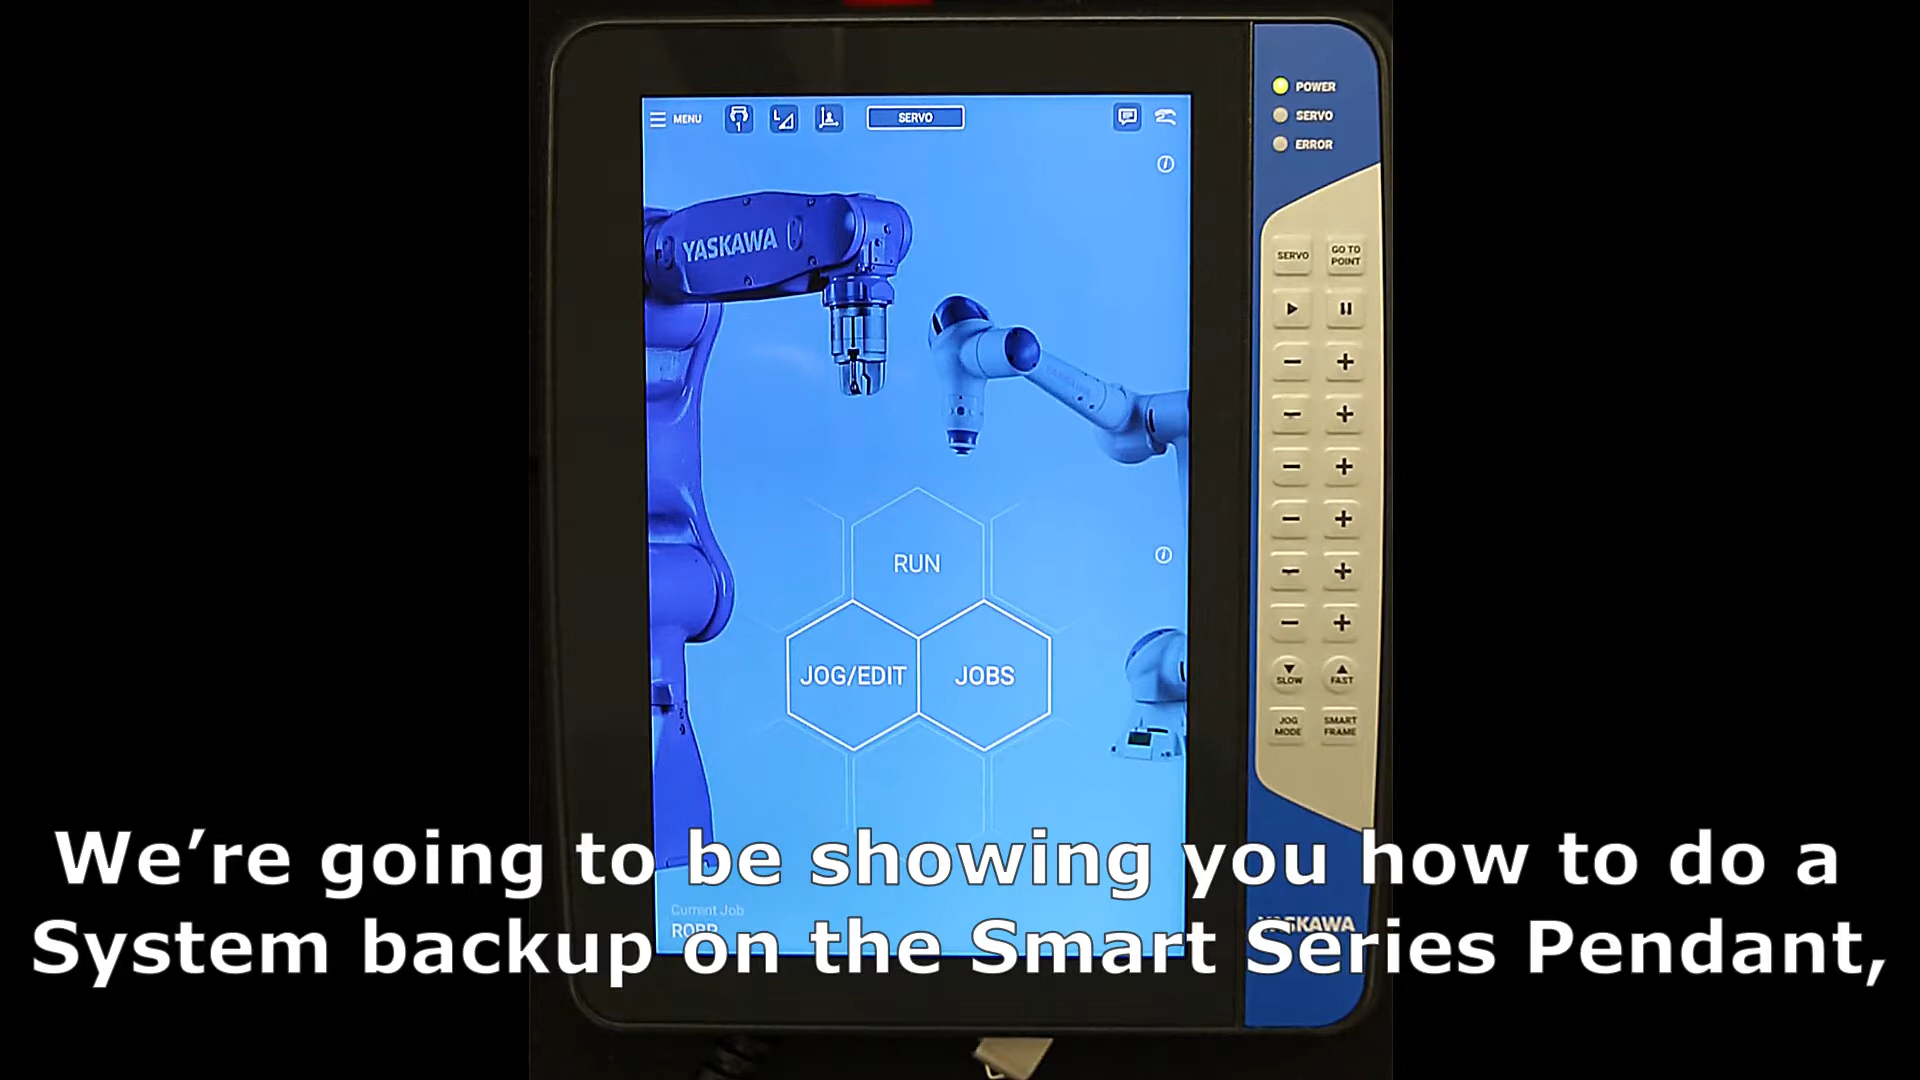 POWER
MENU
1
L
SERVO
SERVO
ERROR
YASKAWA
SERVO
GO TO
POINT
RUN
JOG/EDIT
JOBS
SLOW
FAST
JOG
MODE
SMART
FRAME
We’re going to be showing you how to do a
Current Job
YASKAWA
System backup on the Smart Series Pendant,